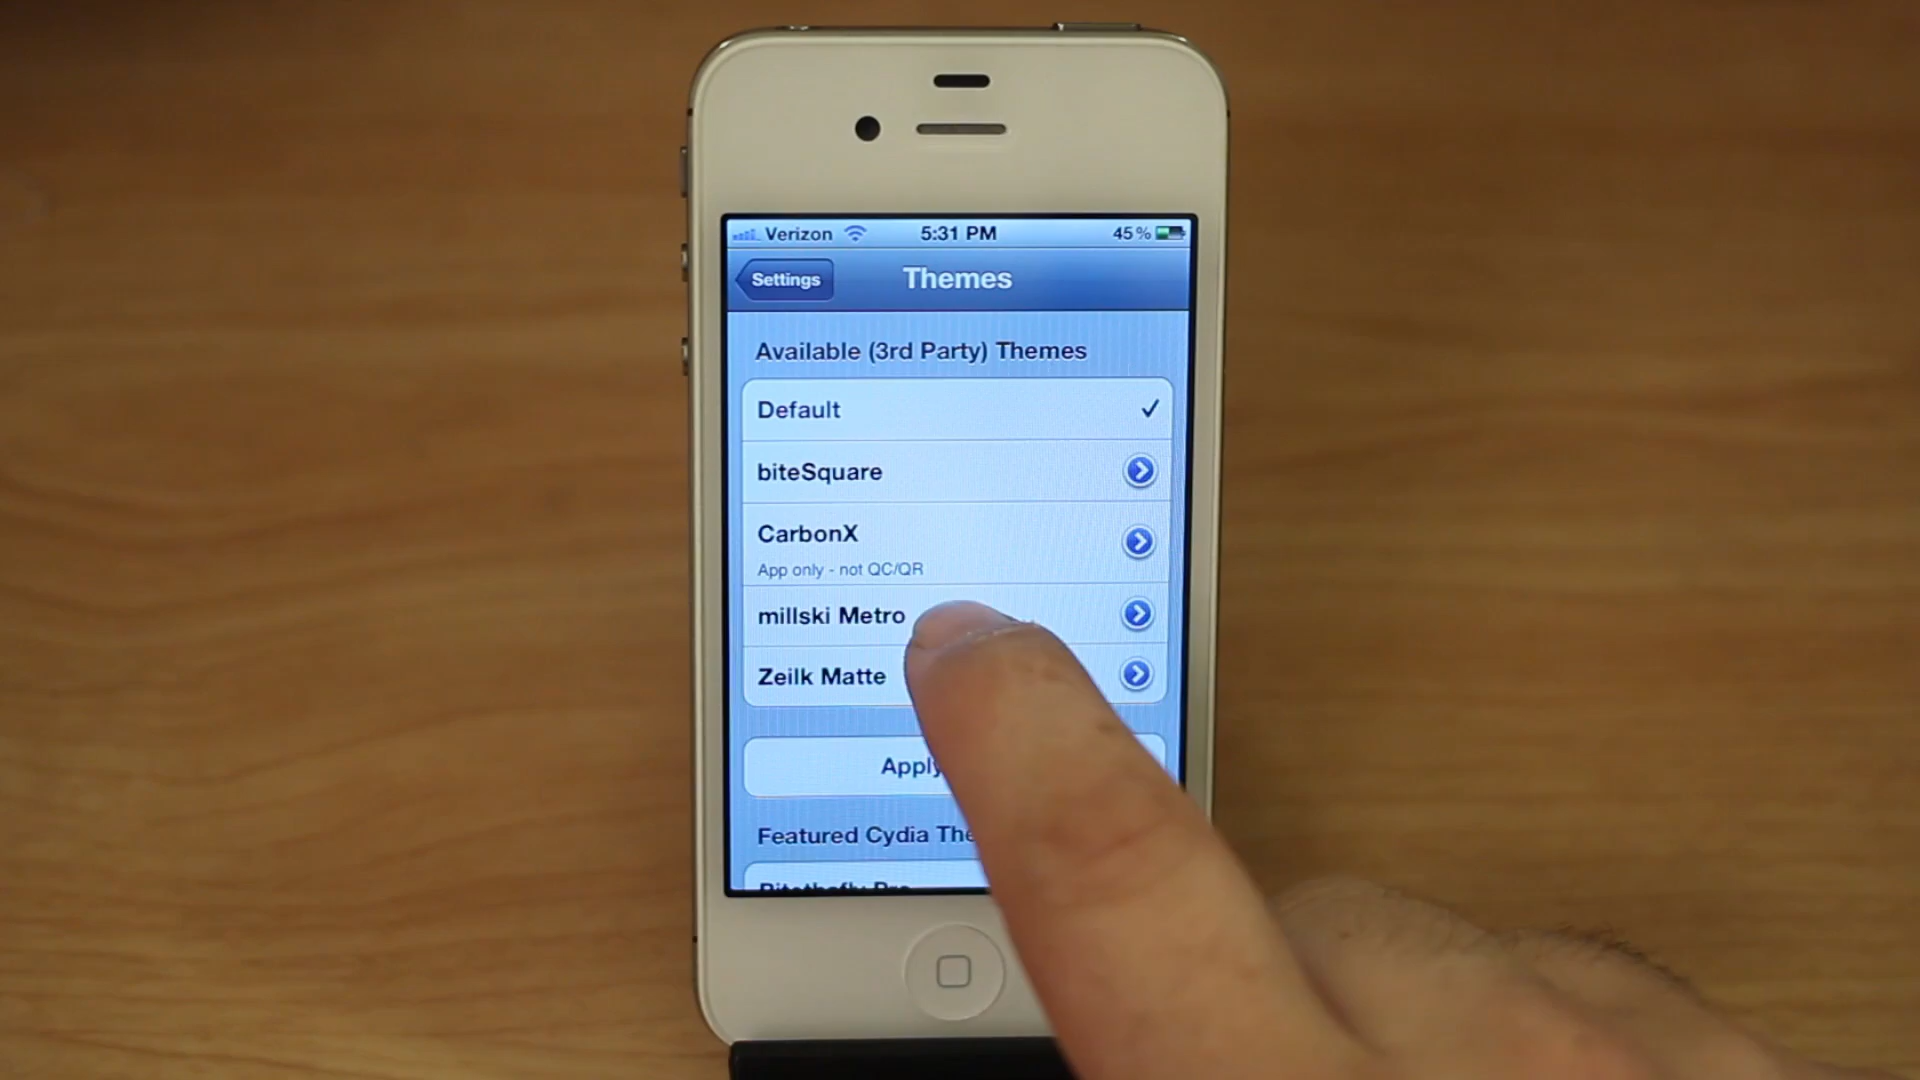 Verizon 5:31 PM 45%
Settings Themes
Available (3rd Party) Themes
Default
biteSquare
CarbonX
App only - not QC/QR
millski Metro
Zeilk Matte
Apply
Featured Cydia